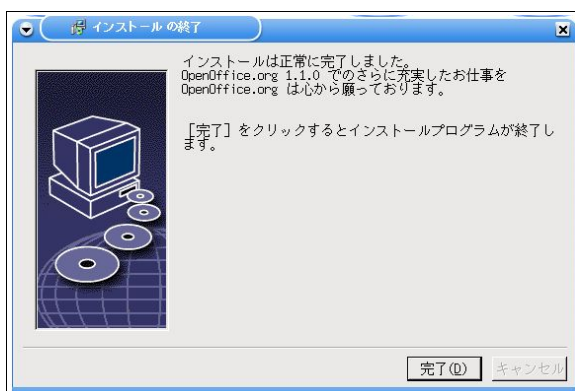 インストール の終了
インストールは正常に完了しました。
OpenOffice.org 1.1.0 でのさらに充実したお仕事を
OpenOffice.org は心から願っております。
［完了］をクリックするとインストールプログラムが終了し
ます。
完了(D) キャンセル